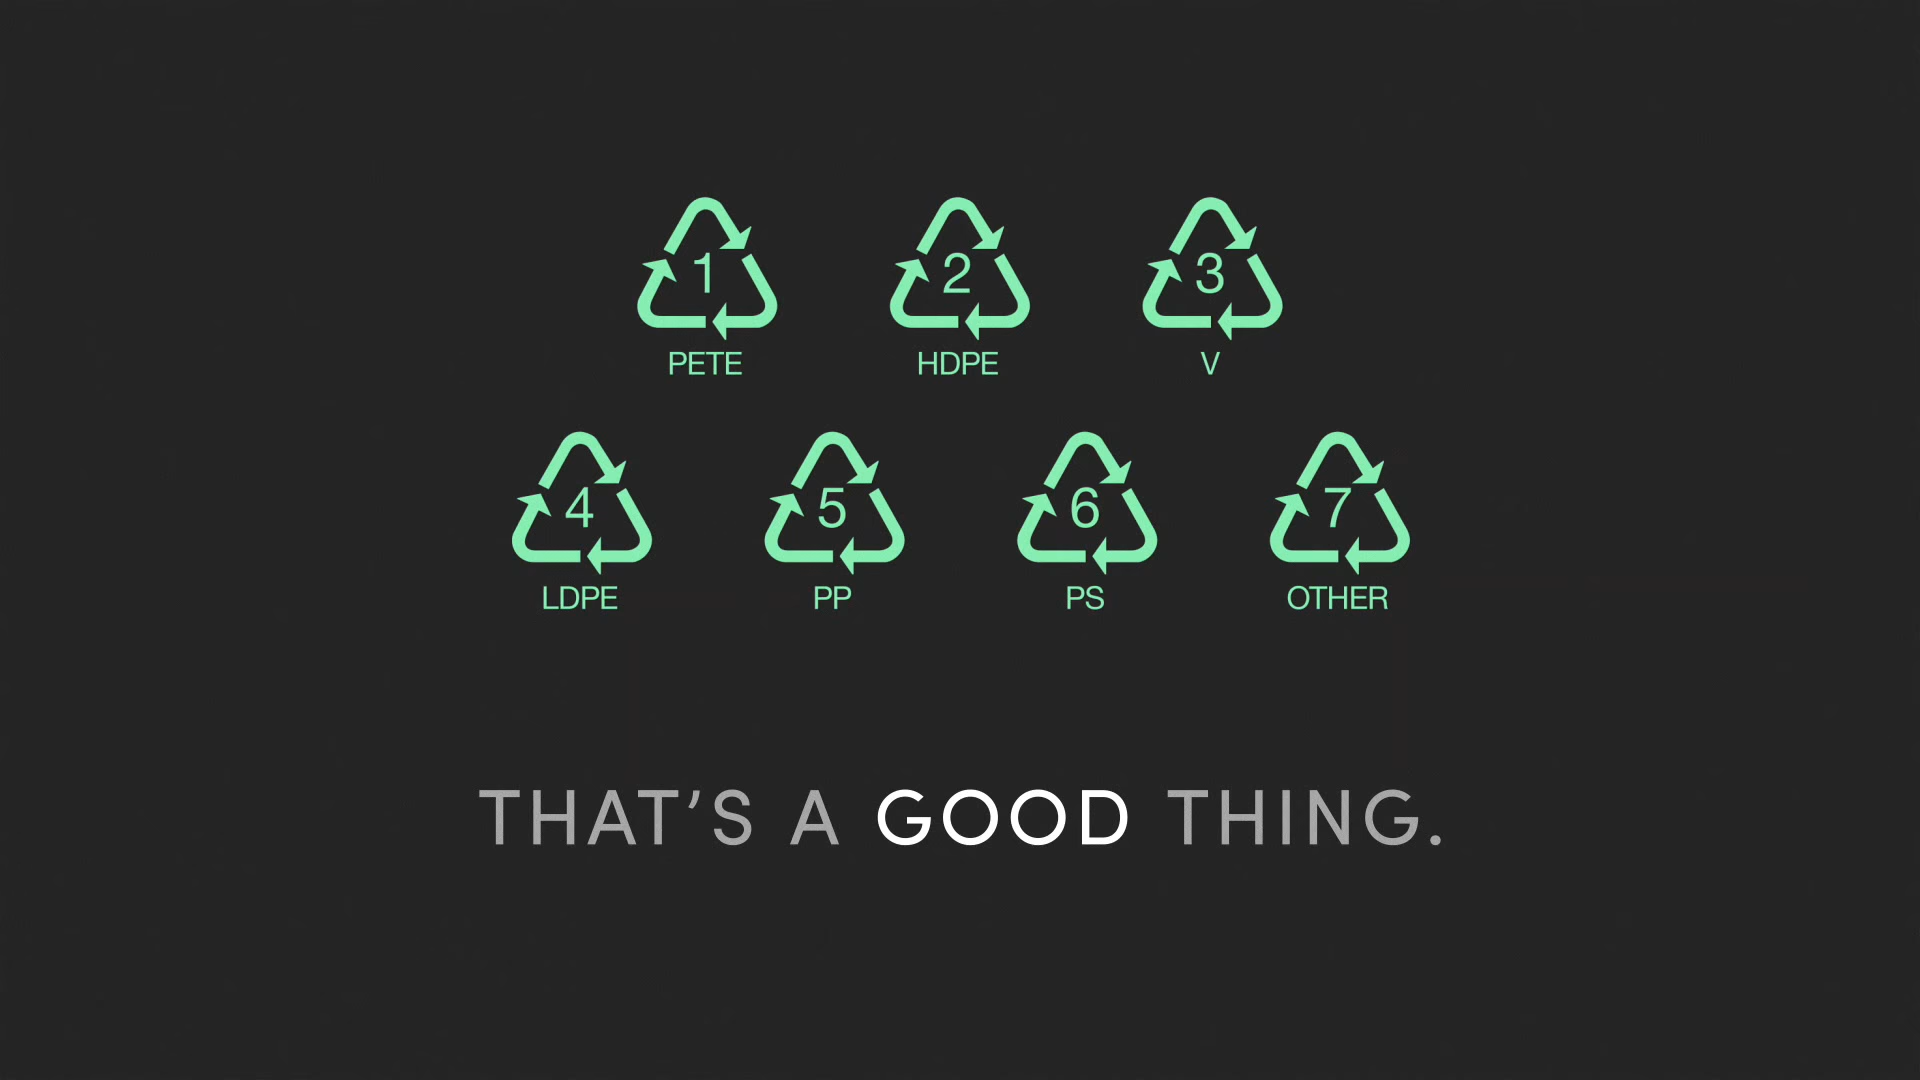 1 2 3
PETE HDPE V
4 5 6 7
LDPE PP PS OTHER
THAT’S A GOOD THING.